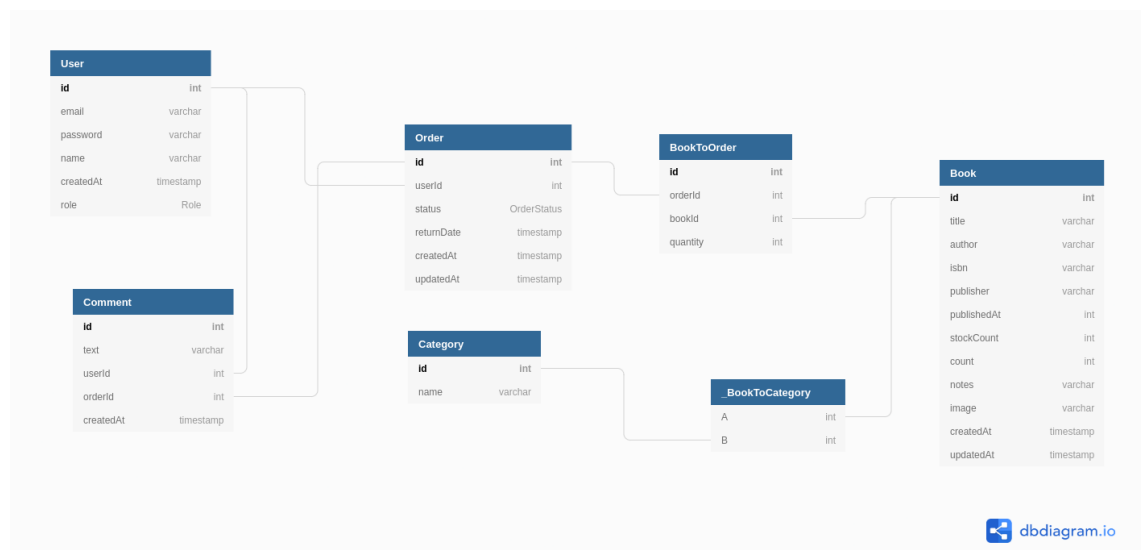 User
id int
email varchar
password varchar
name varchar
createdAt timestamp
role Role
Order
id int
userId int
status OrderStatus
returnDate timestamp
createdAt timestamp
updatedAt timestamp
BookToOrder
id int
orderId int
bookId int
quantity int
Book
id int
title varchar
author varchar
isbn varchar
publisher varchar
publishedAt int
stockCount int
count int
notes varchar
image varchar
createdAt timestamp
updatedAt timestamp
Comment
id int
text varchar
userId int
orderId int
createdAt timestamp
Category
id int
name varchar
_BookToCategory
A int
B int
dbdiagram.io